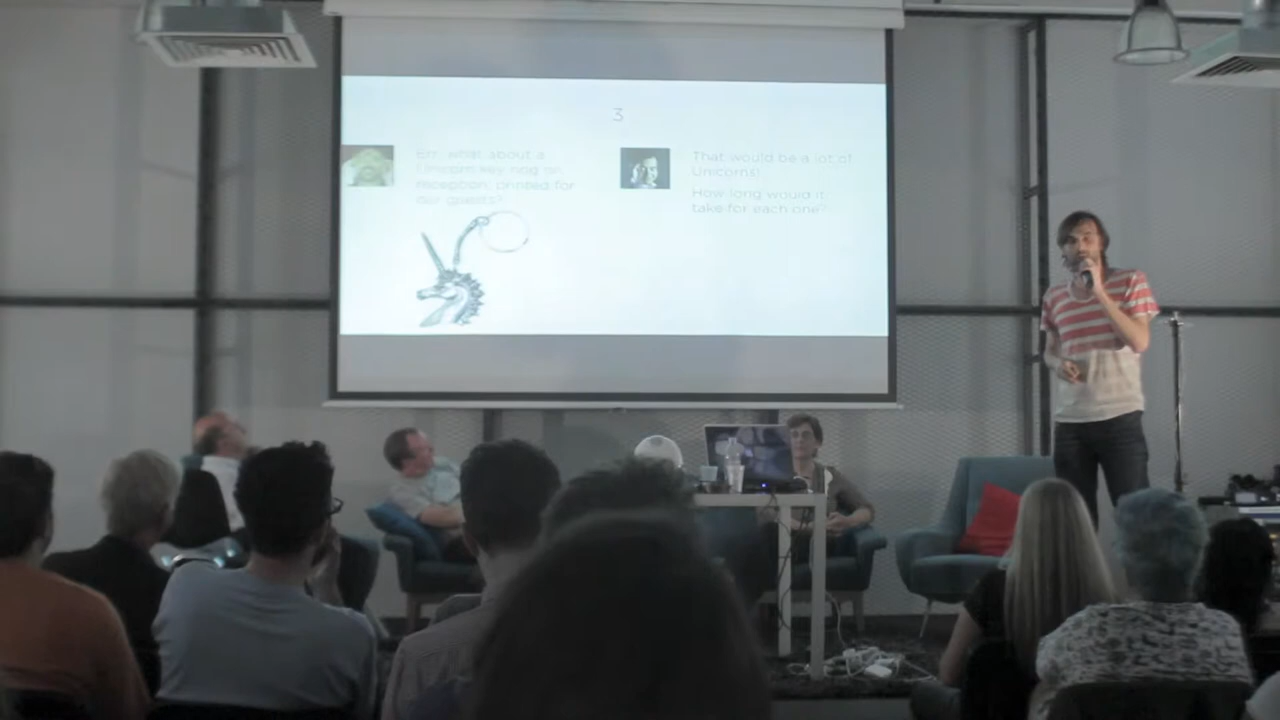 3
Err, what about a
Unicorn key ring on
reception, printed for
our guests?
That would be a lot of
Unicorns!
How long would it
take for each one?